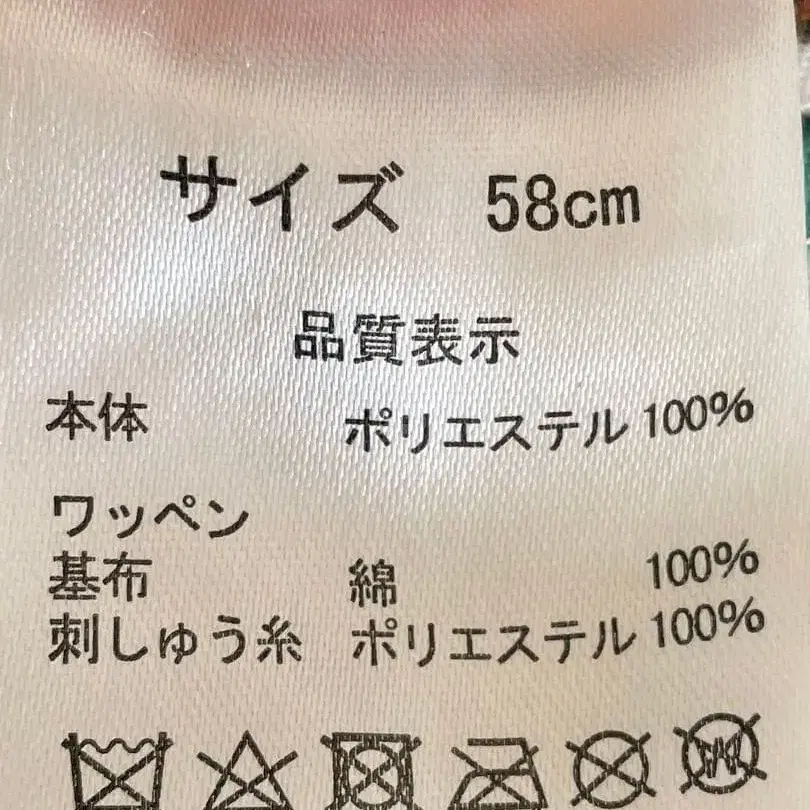 サイズ 58cm
品質表示
本体 ポリエステル 100%
ワッペン
基布 綿 100%
刺しゅう糸 ポリエステル 100%